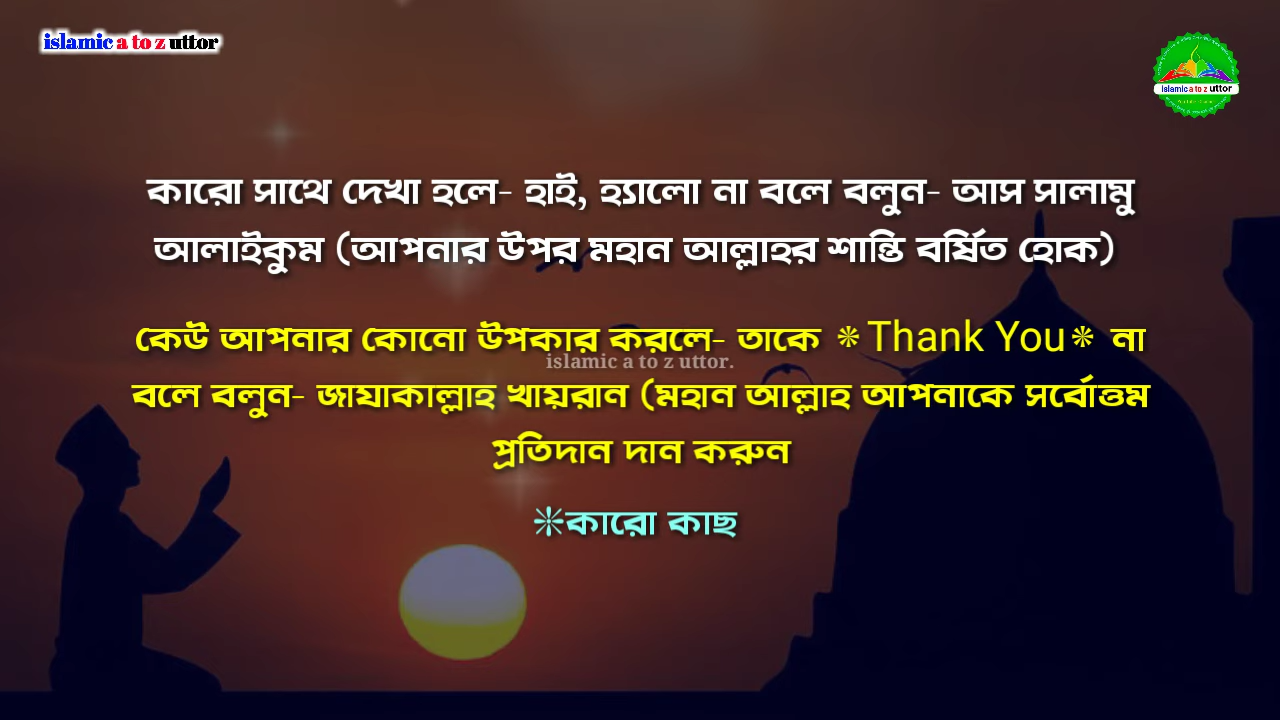 islamic a to z uttor
islamic a to z uttor
কারো সাথে দেখা হলে- হাই, হ্যালো না বলে বলুন- আস সালামু
আলাইকুম (আপনার উপর মহান আল্লাহর শান্তি বর্ষিত হোক)
কেউ আপনার কোনো উপকার করলে- তাকে ❋Thank You❋ না
islamic a to z uttor.
বলে বলুন- জাযাকাল্লাহ খায়রান (মহান আল্লাহ আপনাকে সর্বোত্তম
প্রতিদান দান করুন
❊কারো কাছ